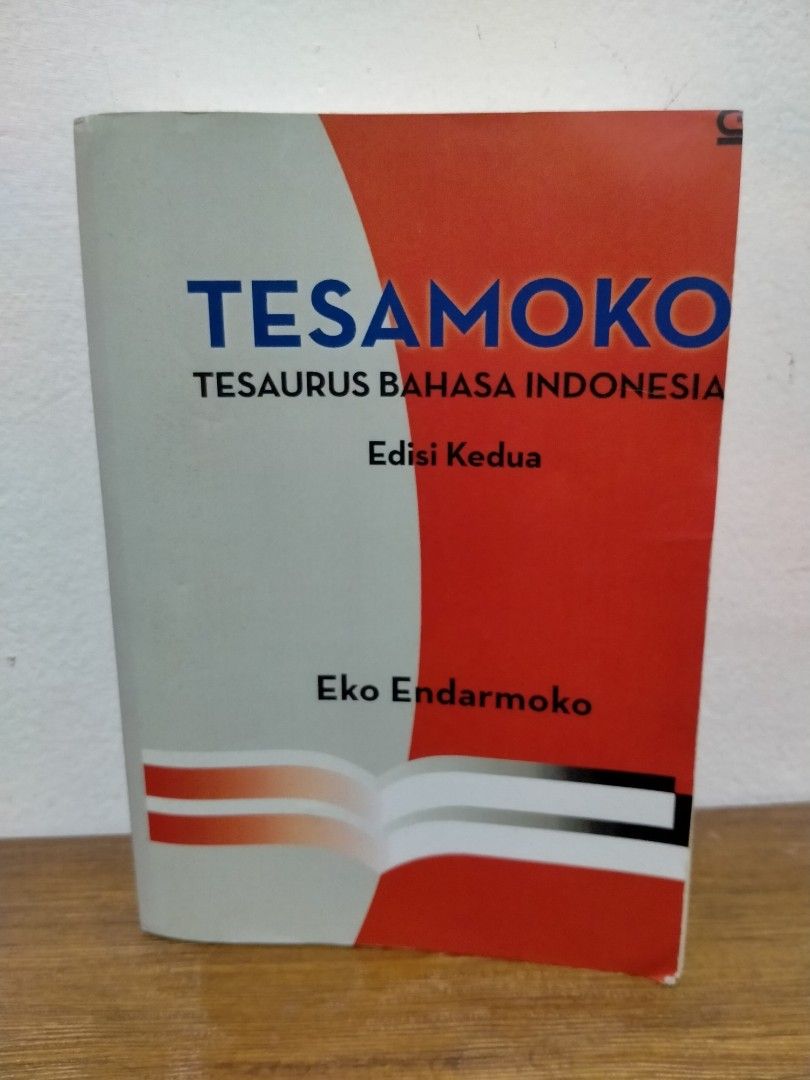 TESAMOKO
TESAURUS BAHASA INDONESIA
Edisi Kedua
Eko Endarmoko